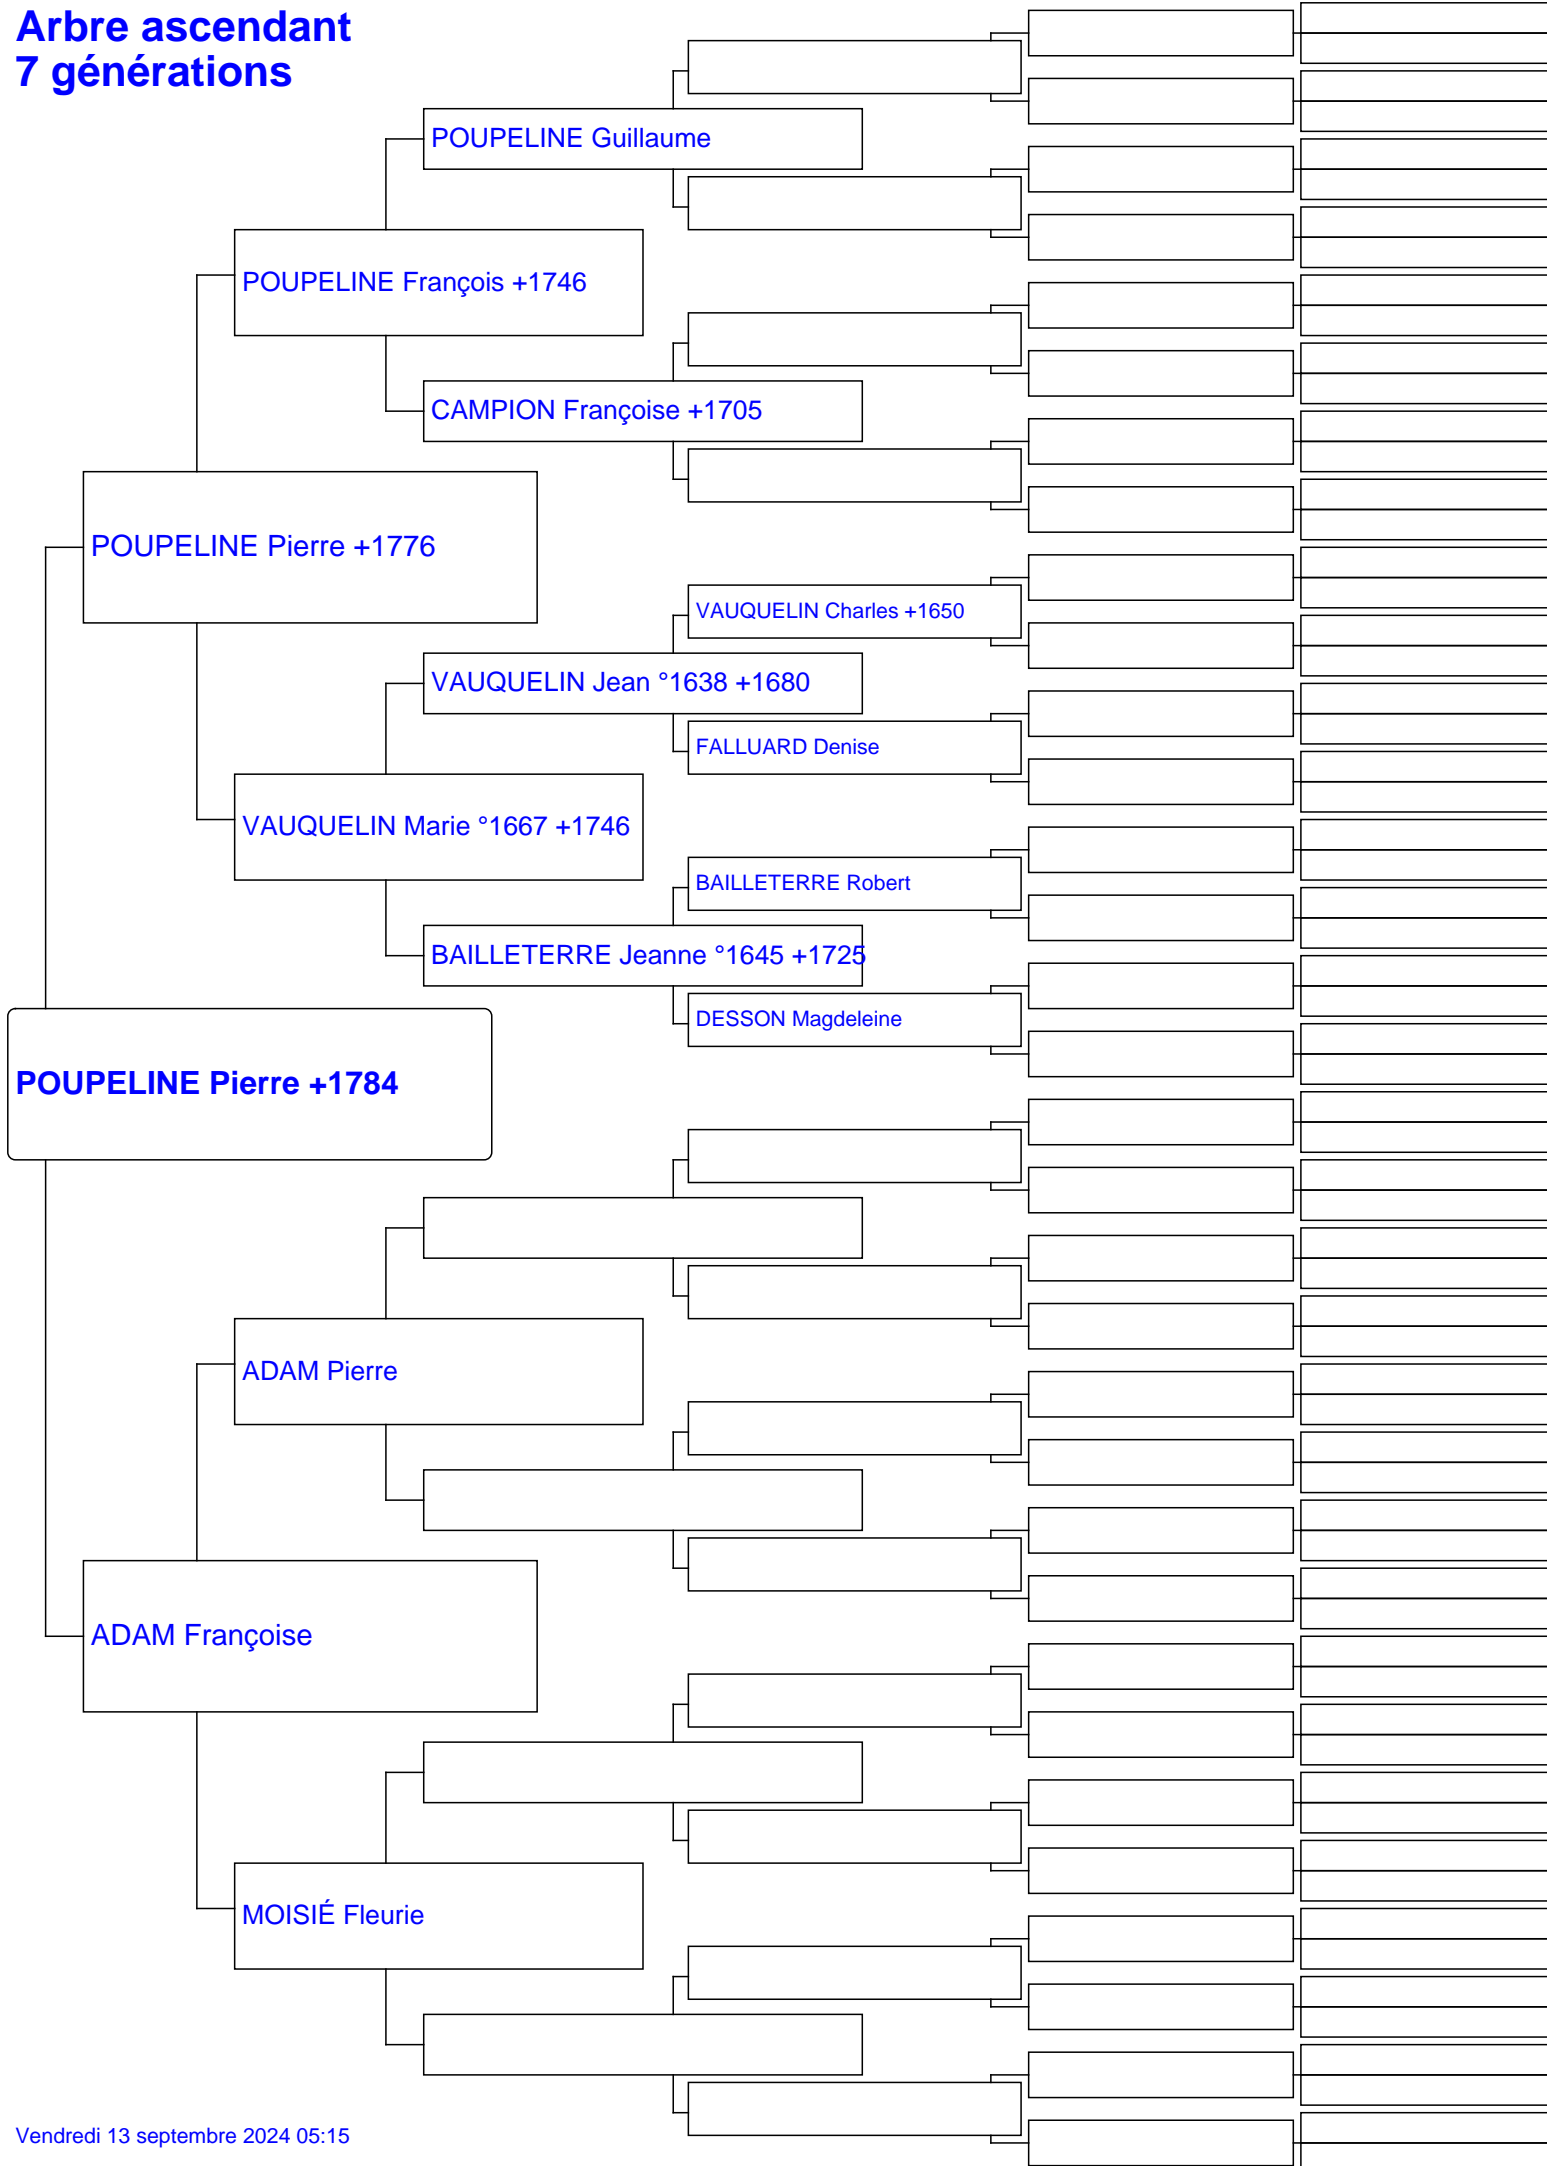 Arbre ascendant
7 générations
POUPELINE Guillaume
POUPELINE François +1746
CAMPION Françoise +1705
POUPELINE Pierre +1776
VAUQUELIN Charles +1650
VAUQUELIN Jean °1638 +1680
FALLUARD Denise
VAUQUELIN Marie °1667 +1746
BAILLETERRE Robert
BAILLETERRE Jeanne °1645 +1725
DESSON Magdeleine
POUPELINE Pierre +1784
ADAM Pierre
ADAM Françoise
MOISIÉ Fleurie
Vendredi 13 septembre 2024 05:15